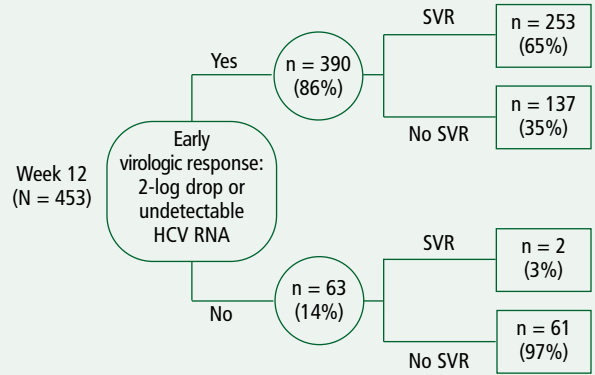 Week 12
(N = 453)
Early
virologic response:
2-log drop or
undetectable
HCV RNA
Yes
n = 390
(86%)
SVR
n = 253
(65%)
No SVR
n = 137
(35%)
No
n = 63
(14%)
SVR
n = 2
(3%)
No SVR
n = 61
(97%)